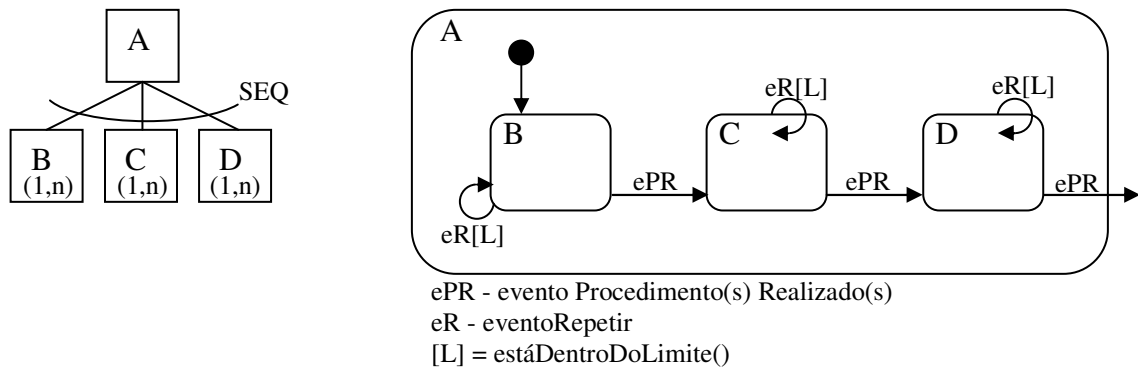 A
SEQ
B
(1,n)
C
(1,n)
D
(1,n)
A
B
C
D
eR[L]
eR[L]
eR[L]
ePR
ePR
ePR
ePR - evento Procedimento(s) Realizado(s)
eR - eventoRepetir
[L] = estáDentroDoLimite()